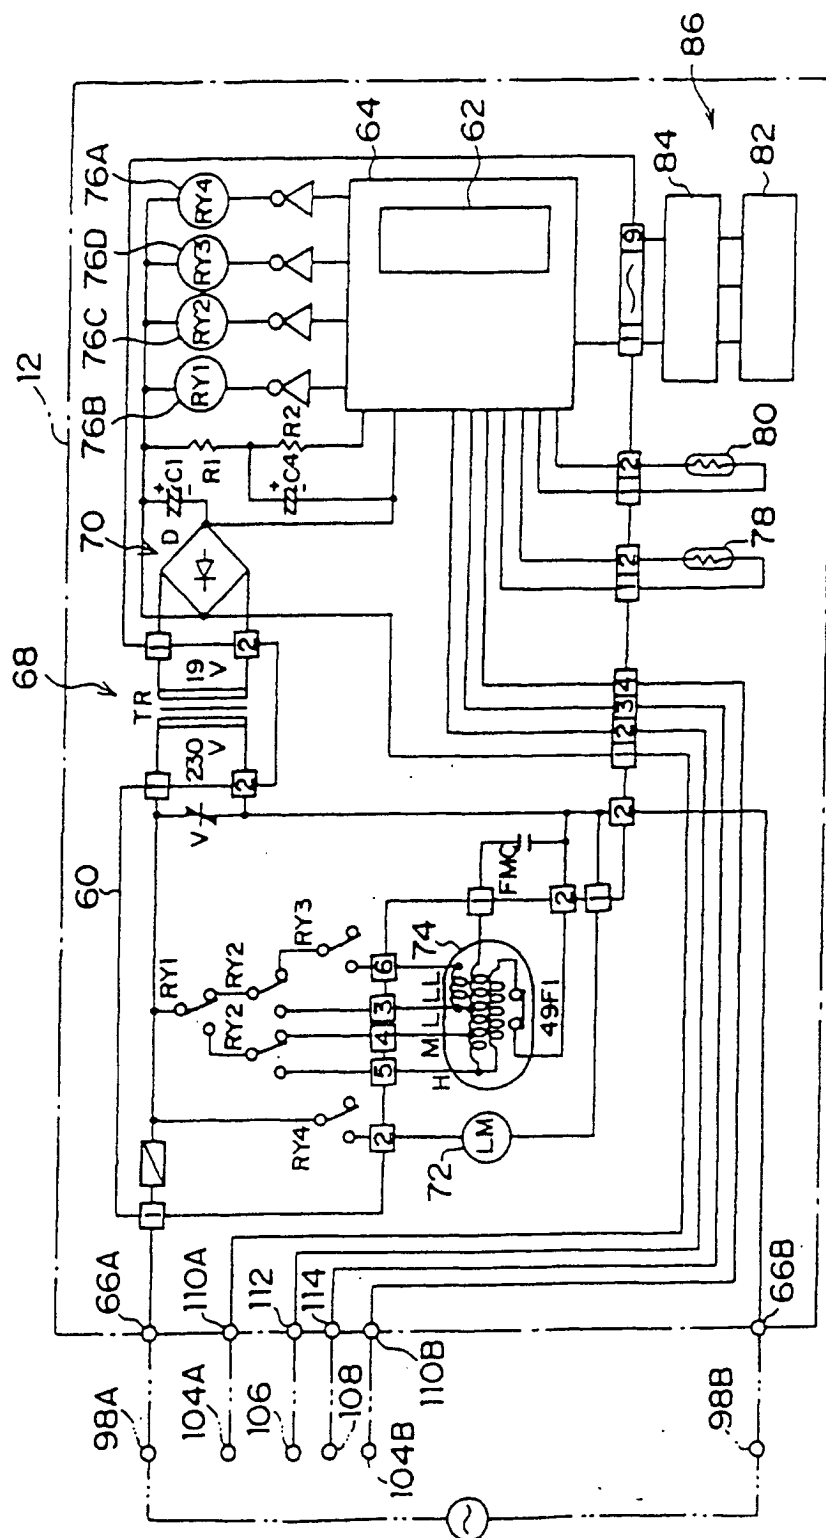 86
84
82
64
62
76A
76D
76C
76B
RY4
RY3
RY2
RY1
12
1
9
80
78
1
2
1
2
R2
C4
+
-
R1
C1
+
-
D
70
68
TR
19
V
230
V
1
2
1
2
V
60
1
2
3
4
2
FMC
1
2
1
RY1
RY2
RY2
RY3
RY4
6
3
4
5
2
LL
L
M
H
74
49F1
72
LM
1
66A
110A
112
114
110B
66B
98A
104A
106
108
104B
98B